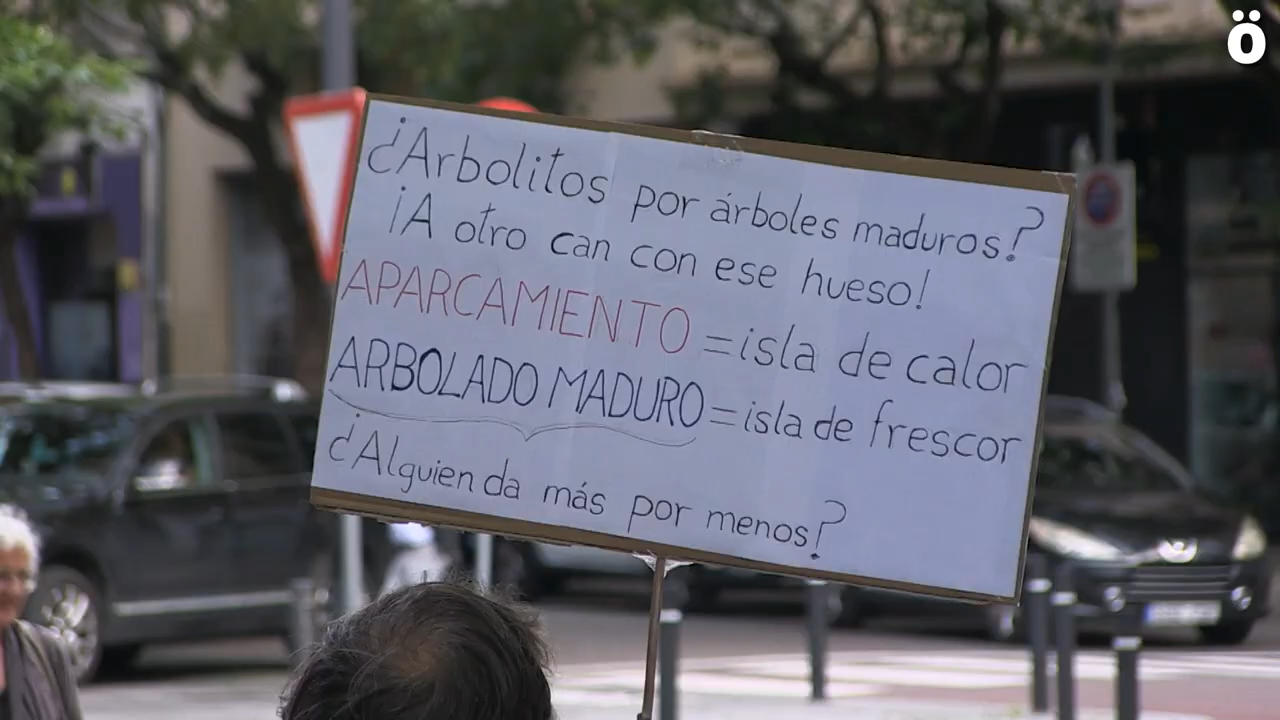 ö
¿Arbolitos por árboles maduros?
¡A otro can con ese hueso!
APARCAMIENTO = isla de calor
ARBOLADO MADURO = isla de frescor
¿Alguien da más por menos?